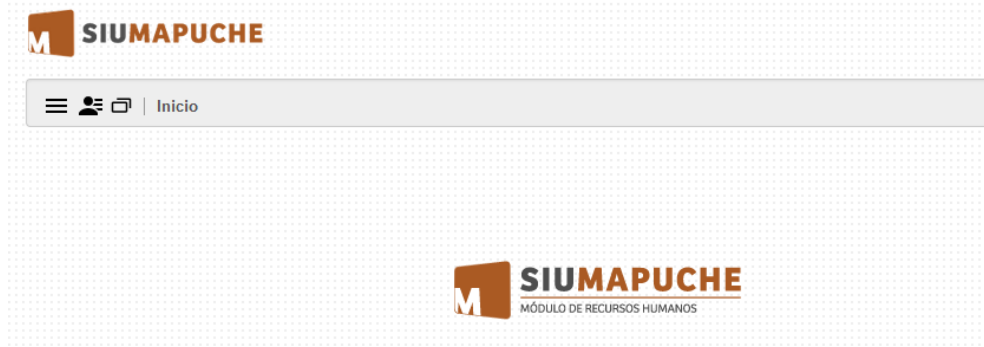 M SIUMAPUCHE
Inicio
M SIUMAPUCHE
MÓDULO DE RECURSOS HUMANOS